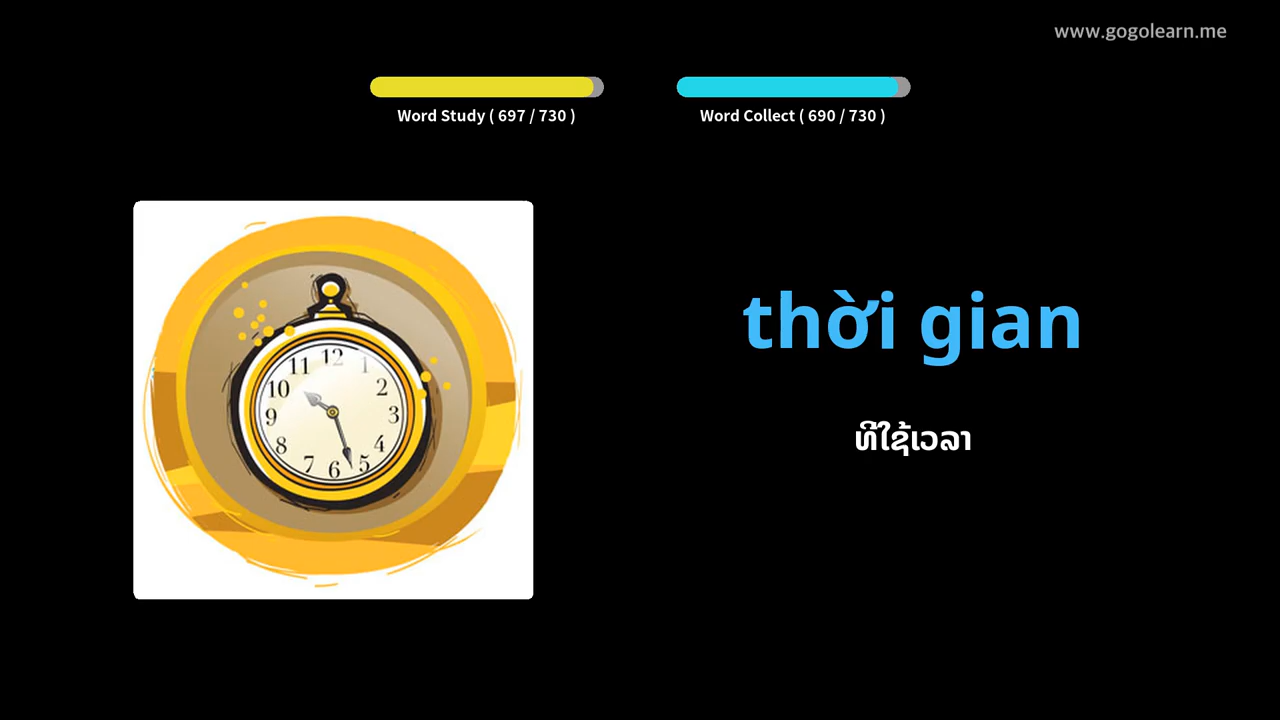 www.gogolearn.me
Word Study ( 697 / 730 )
Word Collect ( 690 / 730 )
11 12 1
10 2
9 3
8 4
7 6 5
thời gian
ທີໃຊ້ເວລາ